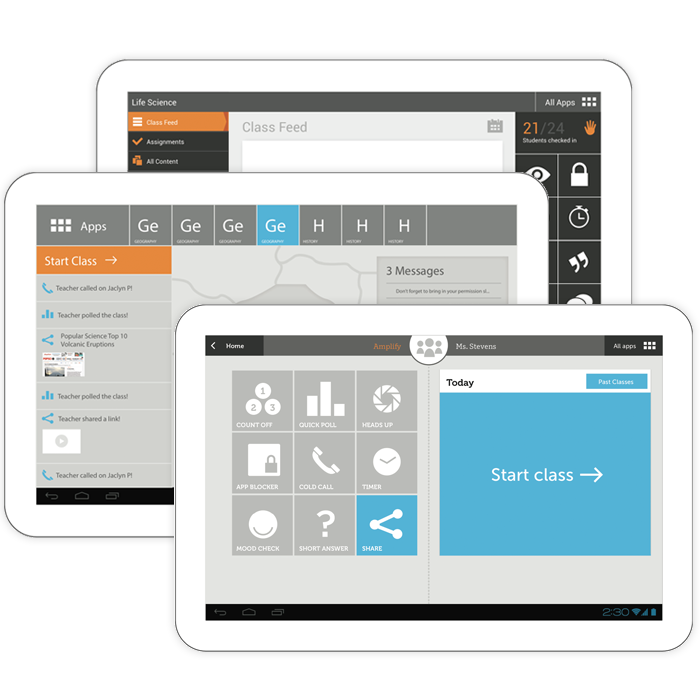 Life Science
All Apps
Class Feed
Assignments
All Content
Class Feed
21/24
Students checked in
Apps
Ge
GEOGRAPHY
Ge
GEOGRAPHY
Ge
GEOGRAPHY
Ge
GEOGRAPHY
H
HISTORY
H
HISTORY
H
HISTORY
Start Class
Teacher called on Jaclyn P!
Teacher polled the class!
Popular Science Top 10
Volcanic Eruptions
Teacher polled the class!
Teacher shared a link!
Teacher called on Jaclyn P!
3 Messages
Don't forget to bring in your permission sl...
Home
Amplify
Ms. Stevens
All apps
1
2 3
COUNT OFF
QUICK POLL
HEADS UP
APP BLOCKER
COLD CALL
TIMER
MOOD CHECK
?
SHORT ANSWER
SHARE
Today
Past Classes
Start class
2:30